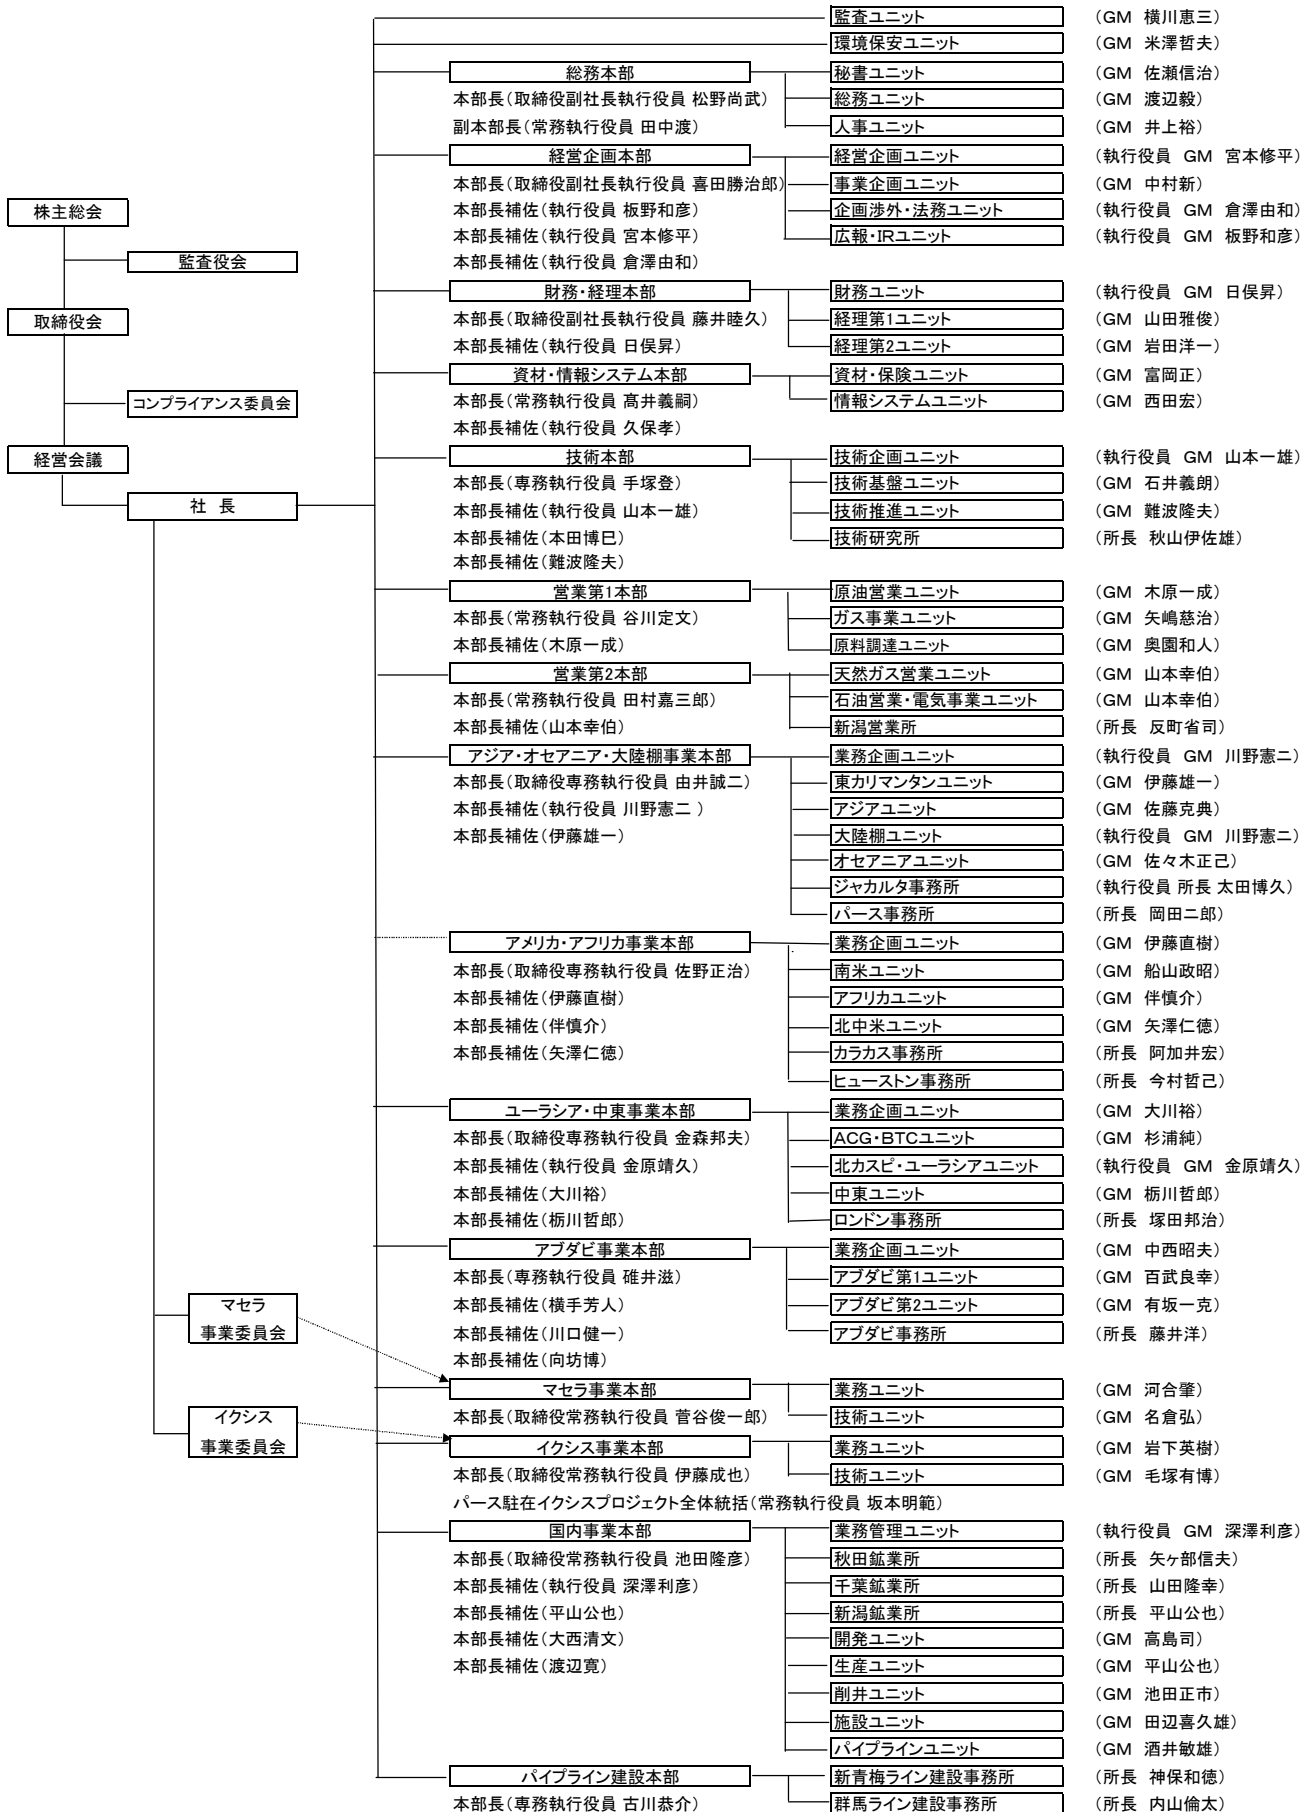 監査ユニット （GM 横川恵三）
環境保安ユニット （GM 米澤哲夫）
総務本部 秘書ユニット （GM 佐瀬信治）
本部長（取締役副社長執行役員 松野尚武） 総務ユニット （GM 渡辺毅）
副本部長（常務執行役員 田中渡） 人事ユニット （GM 井上裕）
経営企画本部 経営企画ユニット （執行役員 GM 宮本修平）
本部長（取締役副社長執行役員 喜田勝治郎） 事業企画ユニット （GM 中村新）
株主総会 本部長補佐（執行役員 板野和彦） 企画渉外・法務ユニット （執行役員 GM 倉澤由和）
本部長補佐（執行役員 宮本修平） 広報・IRユニット （執行役員 GM 板野和彦）
監査役会 本部長補佐（執行役員 倉澤由和）
財務・経理本部 財務ユニット （執行役員 GM 日俣昇）
取締役会 本部長（取締役副社長執行役員 藤井睦久） 経理第1ユニット （GM 山田雅俊）
本部長補佐（執行役員 日俣昇） 経理第2ユニット （GM 岩田洋一）
資材・情報システム本部 資材・保険ユニット （GM 富岡正）
コンプライアンス委員会 本部長（常務執行役員 髙井義嗣） 情報システムユニット （GM 西田宏）
本部長補佐（執行役員 久保孝）
経営会議 技術本部 技術企画ユニット （執行役員 GM 山本一雄）
本部長（専務執行役員 手塚登） 技術基盤ユニット （GM 石井義朗）
社 長 本部長補佐（執行役員 山本一雄） 技術推進ユニット （GM 難波隆夫）
本部長補佐（本田博巳） 技術研究所 （所長 秋山伊佐雄）
本部長補佐（難波隆夫）
営業第1本部 原油営業ユニット （GM 木原一成）
本部長（常務執行役員 谷川定文） ガス事業ユニット （GM 矢嶋慈治）
本部長補佐（木原一成） 原料調達ユニット （GM 奥園和人）
営業第2本部 天然ガス営業ユニット （GM 山本幸伯）
本部長（常務執行役員 田村嘉三郎） 石油営業・電気事業ユニット （GM 山本幸伯）
本部長補佐（山本幸伯） 新潟営業所 （所長 反町省司）
アジア・オセアニア・大陸棚事業本部 業務企画ユニット （執行役員 GM 川野憲二）
本部長（取締役専務執行役員 由井誠二） 東カリマンタンユニット （GM 伊藤雄一）
本部長補佐（執行役員 川野憲二 ） アジアユニット （GM 佐藤克典）
本部長補佐（伊藤雄一） 大陸棚ユニット （執行役員 GM 川野憲二）
オセアニアユニット （GM 佐々木正己）
ジャカルタ事務所 （執行役員 所長 太田博久）
パース事務所 （所長 岡田二郎）
アメリカ・アフリカ事業本部 業務企画ユニット （GM 伊藤直樹）
本部長（取締役専務執行役員 佐野正治） 南米ユニット （GM 船山政昭）
本部長補佐（伊藤直樹） アフリカユニット （GM 伴慎介）
本部長補佐（伴慎介） 北中米ユニット （GM 矢澤仁徳）
本部長補佐（矢澤仁徳） カラカス事務所 （所長 阿加井宏）
ヒューストン事務所 （所長 今村哲己）
ユーラシア・中東事業本部 業務企画ユニット （GM 大川裕）
本部長（取締役専務執行役員 金森邦夫） ACG・BTCユニット （GM 杉浦純）
本部長補佐（執行役員 金原靖久） 北カスピ・ユーラシアユニット （執行役員 GM 金原靖久）
本部長補佐（大川裕） 中東ユニット （GM 栃川哲郎）
本部長補佐（栃川哲郎） ロンドン事務所 （所長 塚田邦治）
アブダビ事業本部 業務企画ユニット （GM 中西昭夫）
本部長（専務執行役員 碓井滋） アブダビ第1ユニット （GM 百武良幸）
マセラ 本部長補佐（横手芳人） アブダビ第2ユニット （GM 有坂一克）
事業委員会 本部長補佐（川口健一） アブダビ事務所 （所長 藤井洋）
本部長補佐（向坊博）
マセラ事業本部 業務ユニット （GM 河合肇）
イクシス 本部長（取締役常務執行役員 菅谷俊一郎） 技術ユニット （GM 名倉弘）
事業委員会 イクシス事業本部 業務ユニット （GM 岩下英樹）
本部長（取締役常務執行役員 伊藤成也） 技術ユニット （GM 毛塚有博）
パース駐在イクシスプロジェクト全体統括（常務執行役員 坂本明範）
国内事業本部 業務管理ユニット （執行役員 GM 深澤利彦）
本部長（取締役常務執行役員 池田隆彦） 秋田鉱業所 （所長 矢ヶ部信夫）
本部長補佐（執行役員 深澤利彦） 千葉鉱業所 （所長 山田隆幸）
本部長補佐（平山公也） 新潟鉱業所 （所長 平山公也）
本部長補佐（大西清文） 開発ユニット （GM 高島司）
本部長補佐（渡辺寛） 生産ユニット （GM 平山公也）
削井ユニット （GM 池田正市）
施設ユニット （GM 田辺喜久雄）
パイプラインユニット （GM 酒井敏雄）
パイプライン建設本部 新青梅ライン建設事務所 （所長 神保和徳）
本部長（専務執行役員 古川恭介） 群馬ライン建設事務所 （所長 内山倫太）